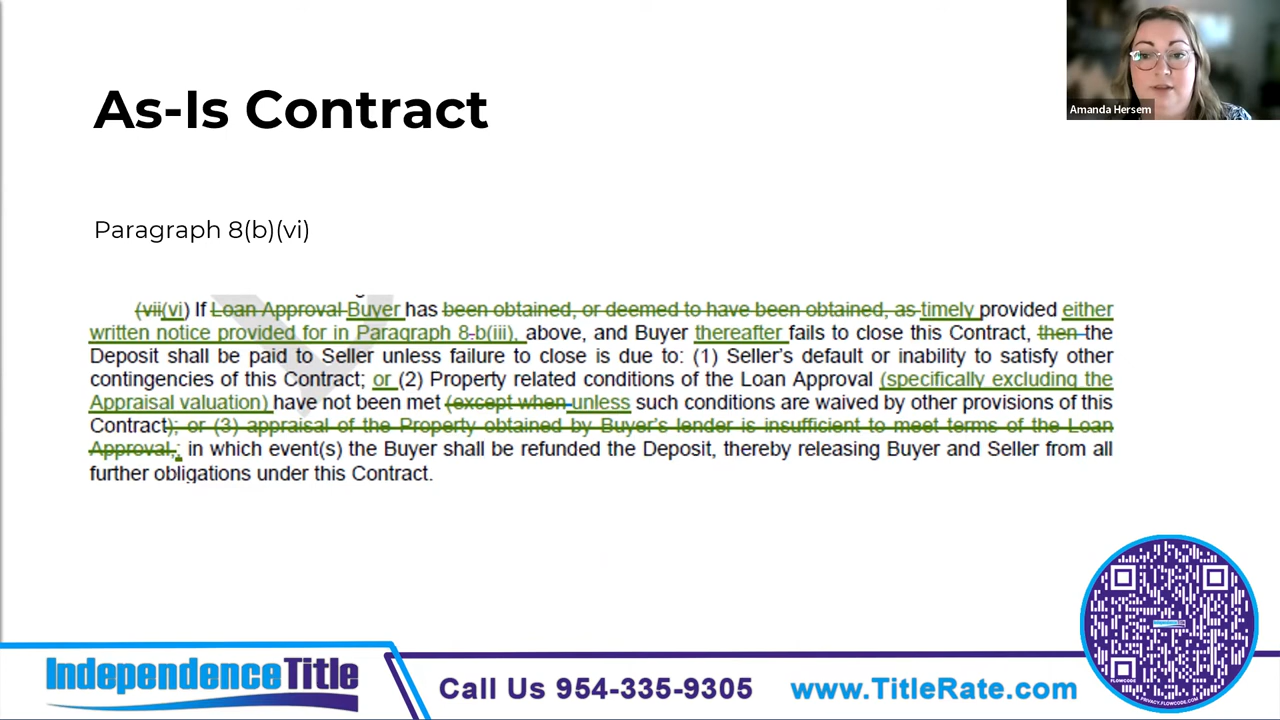 Amanda Hersem
As-Is Contract
Paragraph 8(b)(vi)
(vii(vi) If Loan Approval Buyer has been obtained, or deemed to have been obtained, as timely provided either
written notice provided for in Paragraph 8-b(iii), above, and Buyer thereafter fails to close this Contract, then the
Deposit shall be paid to Seller unless failure to close is due to: (1) Seller's default or inability to satisfy other
contingencies of this Contract; or (2) Property related conditions of the Loan Approval (specifically excluding the
Appraisal valuation) have not been met (except when unless such conditions are waived by other provisions of this
Contract); or (3) appraisal of the Property obtained by Buyer's lender is insufficient to meet terms of the Loan
Approval,; in which event(s) the Buyer shall be refunded the Deposit, thereby releasing Buyer and Seller from all
further obligations under this Contract.
IndependenceTitle
Call Us 954-335-9305
www.TitleRate.com
IndependenceTitle
FLOWCODE
PRIVACY.FLOWCODE.COM